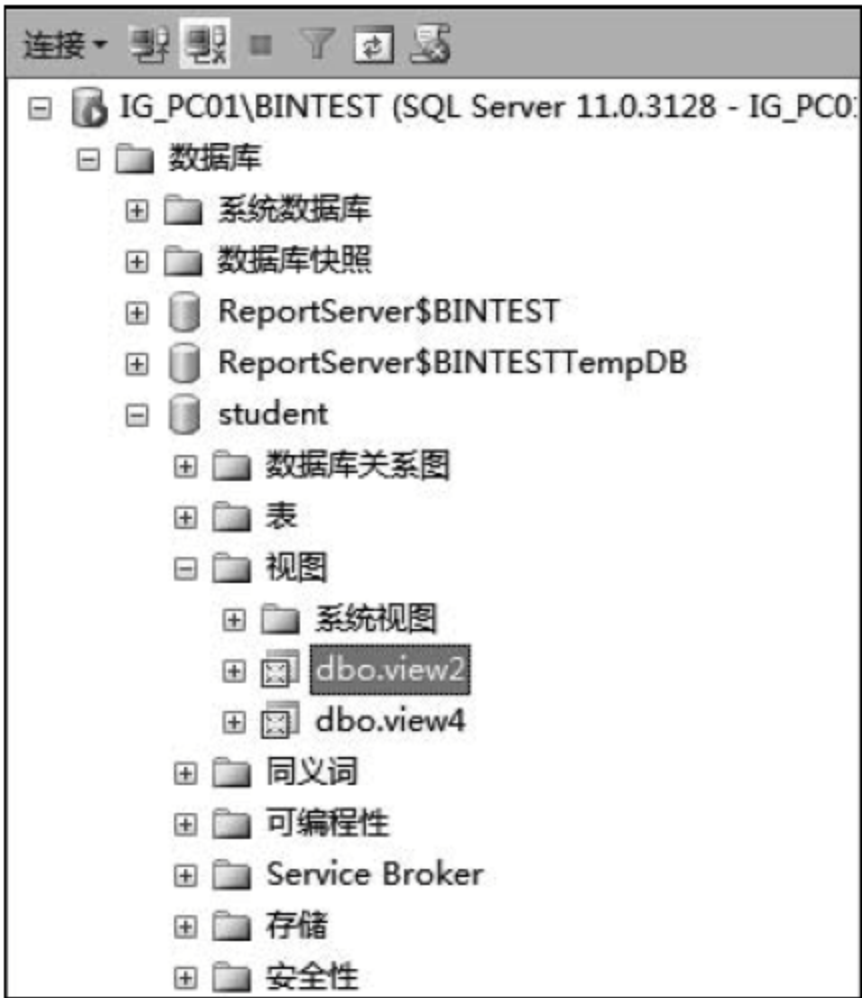 连接
IG_PC01\BINTEST (SQL Server 11.0.3128 - IG_PC01
数据库
系统数据库
数据库快照
ReportServer$BINTEST
ReportServer$BINTESTTempDB
student
数据库关系图
表
视图
系统视图
dbo.view2
dbo.view4
同义词
可编程性
Service Broker
存储
安全性